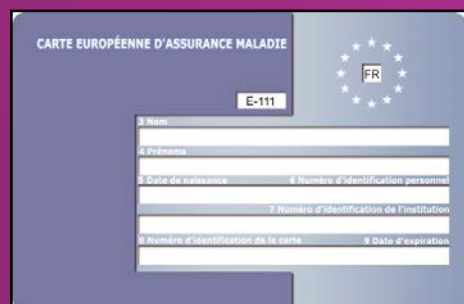 CARTE EUROPÉENNE D'ASSURANCE MALADIE
FR
E-111
3 Nom
4 Prénoms
5 Date de naissance 6 Numéro d'identification personnel
7 Numéro d'identification de l'institution
8 Numéro d'identification de la carte 9 Date d'expiration